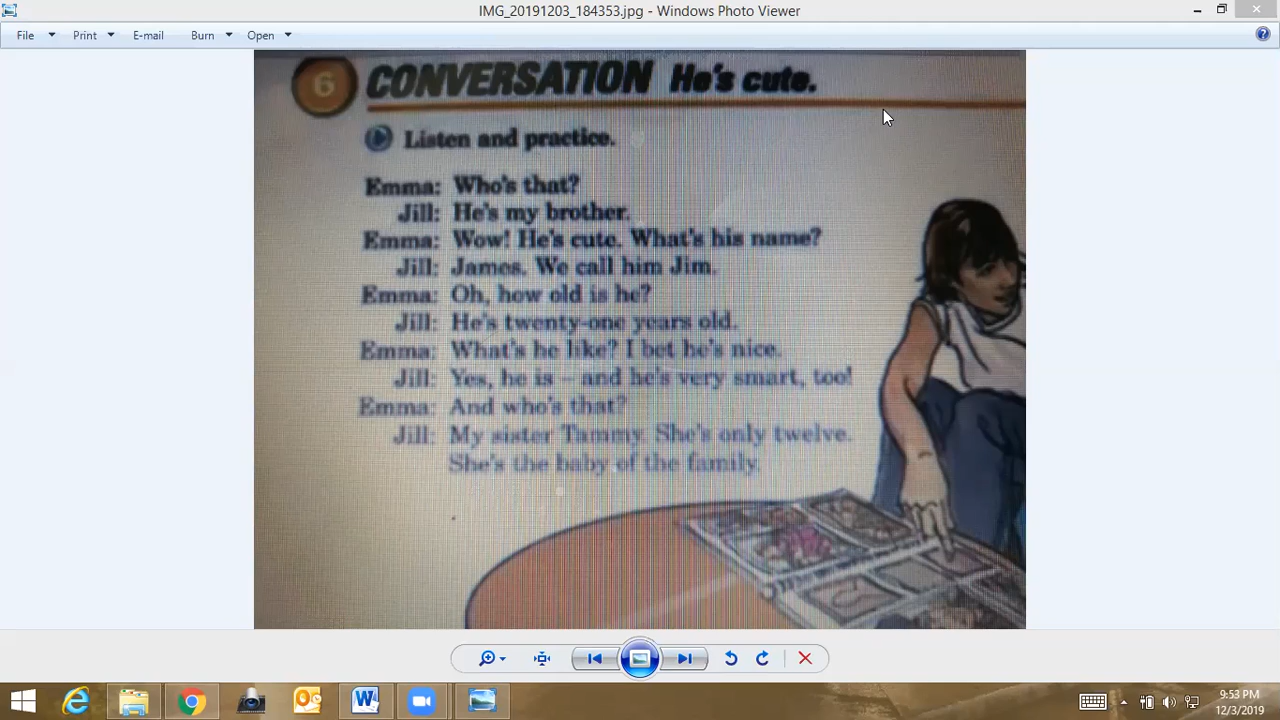 IMG_20191203_184353.jpg - Windows Photo Viewer
File Print E-mail Burn Open
6 CONVERSATION He's cute.
Listen and practice.
Emma: Who's that?
Jill: He's my brother.
Emma: Wow! He's cute. What's his name?
Jill: James. We call him Jim.
Emma: Oh, how old is he?
Jill: He's twenty-one years old.
Emma: What's he like? I bet he's nice.
Jill: Yes, he is – and he's very smart, too!
Emma: And who's that?
Jill: My sister Tammy. She's only twelve.
She's the baby of the family.
9:53 PM
12/3/2019